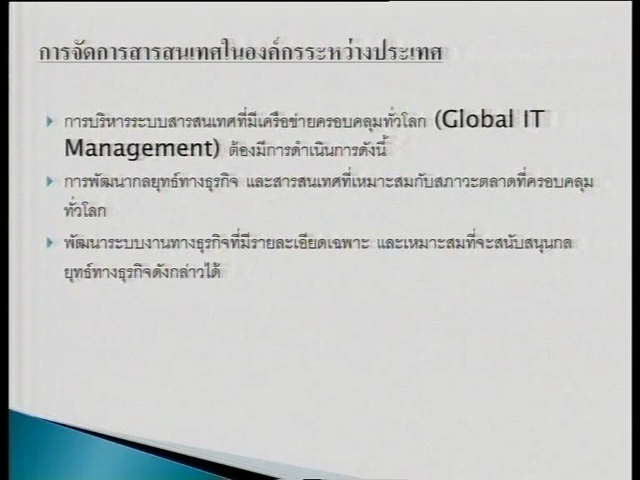 การจัดการสารสนเทศในองค์กรระหว่างประเทศ
การบริหารระบบสารสนเทศที่มีเครือข่ายครอบคลุมทั่วโลก (Global IT
Management) ต้องมีการดำเนินการดังนี้
การพัฒนากลยุทธ์ทางธุรกิจ และสารสนเทศที่เหมาะสมกับสภาวะตลาดที่ครอบคลุม
ทั่วโลก
พัฒนาระบบงานทางธุรกิจที่มีรายละเอียดเฉพาะ และเหมาะสมที่จะสนับสนุนกล
ยุทธ์ทางธุรกิจดังกล่าวได้